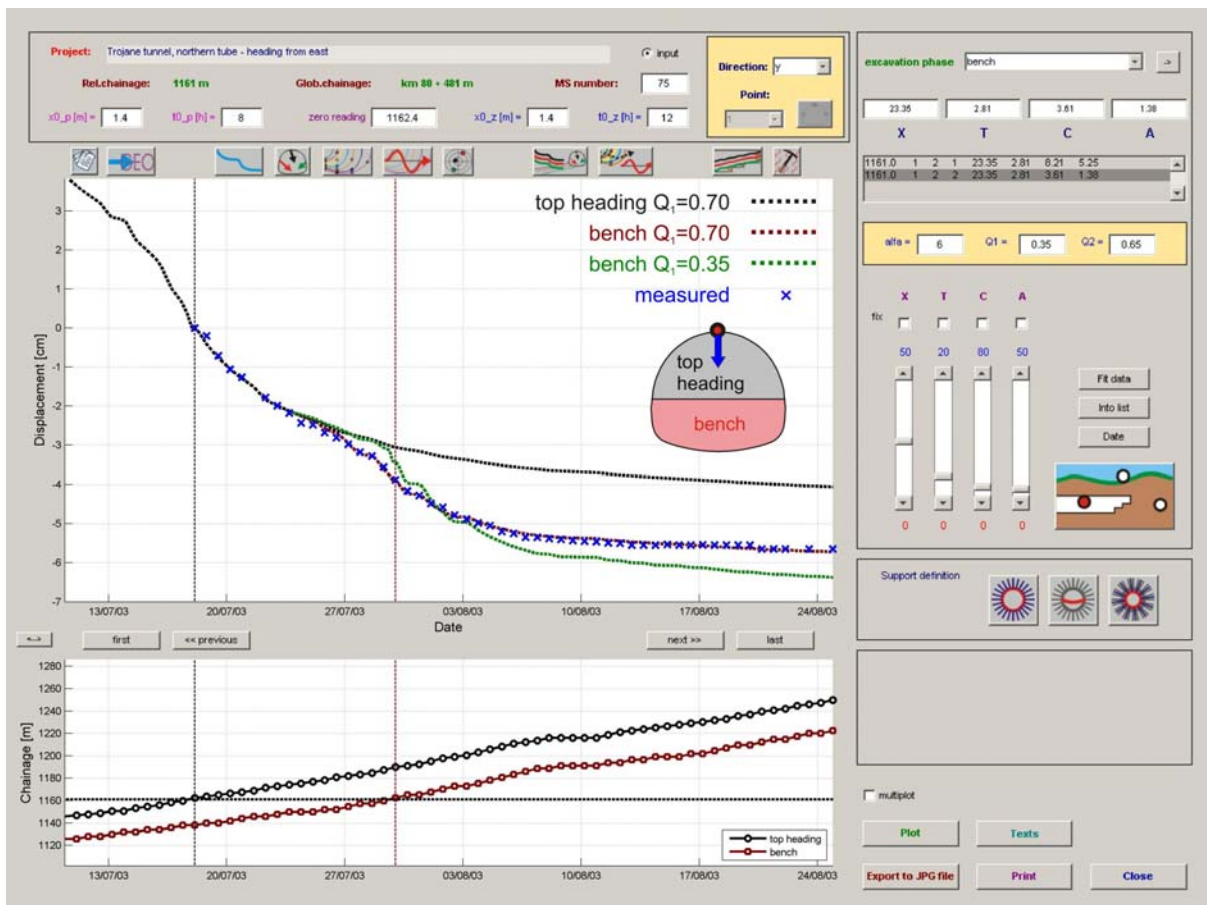 Project: Trojane tunnel, northern tube - heading from east input
Rel.chainage: 1161 m Glob.chainage: km 80 + 481 m MS number: 75
x0_p [m] = 1.4 t0_p [h] = 8 zero reading 1162.4 x0_z [m] = 1.4 t0_z [h] = 12
Direction: y
Point:
1
excavation phase bench ->
23.35 2.81 3.61 1.38
X T C A
1161.0 1 2 1 23.35 2.81 8.21 5.25
1161.0 1 2 2 23.35 2.81 3.61 1.38
alfa = 6 Q1 = 0.35 Q2 = 0.65
X T C A
fix
50 20 80 50
0 0 0 0
Fit data
Into list
Date
DEO
top heading Q1=0.70
bench Q1=0.70
bench Q1=0.35
measured
top
heading
bench
Displacement [cm]
3
2
1
0
-1
-2
-3
-4
-5
-6
-7
13/07/03 20/07/03 27/07/03 03/08/03 10/08/03 17/08/03 24/08/03
Date
first << previous next >> last
Support definition
Chainage [m]
1280
1260
1240
1220
1200
1180
1160
1140
1120
top heading
bench
13/07/03 20/07/03 27/07/03 03/08/03 10/08/03 17/08/03 24/08/03
multiplot
Plot Texts
Export to JPG file Print Close